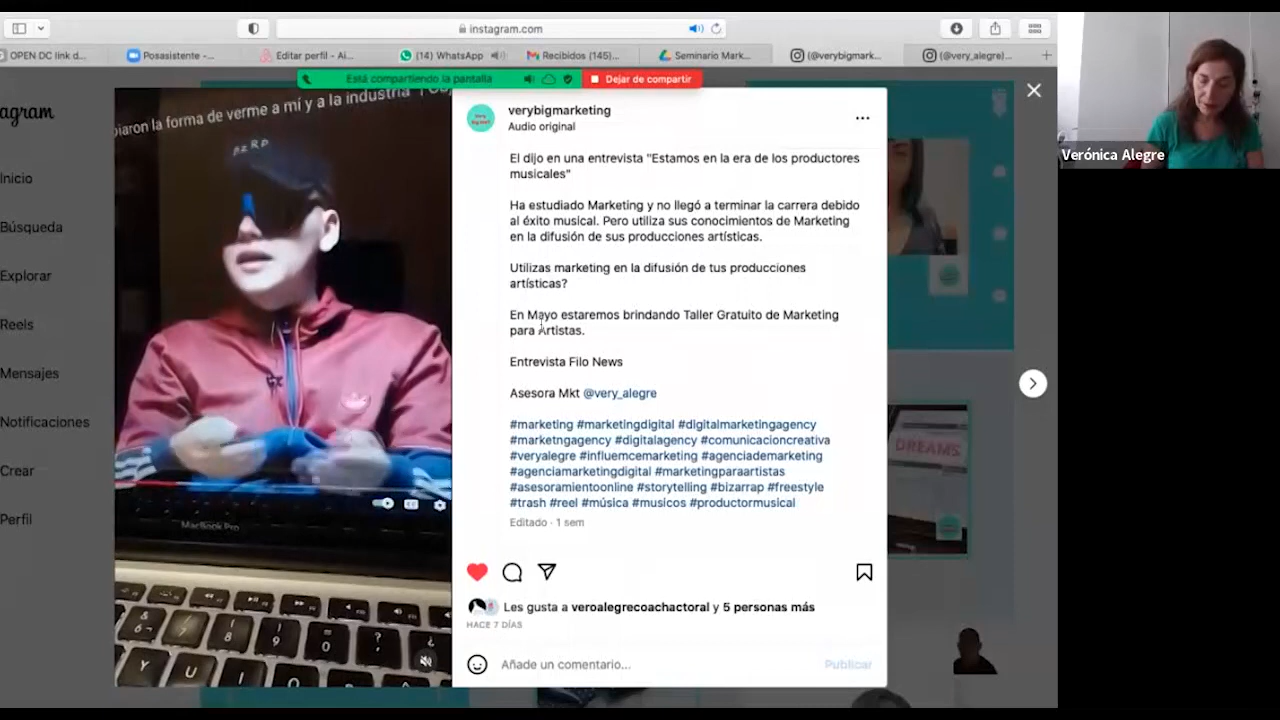 instagram.com
OPEN DC link d...
Posasistente -...
Editar perfil - Ai...
(14) WhatsApp
Recibidos (145)...
Seminario Mark...
(@verybigmark...
(@very_alegre)...
Está compartiendo la pantalla
Dejar de compartir
agram
Inicio
Búsqueda
Explorar
Reels
Mensajes
Notificaciones
Crear
Perfil
biaron la forma de verme a mí y a la industria
BZRP
MacBook Pro
verybigmarketing
Audio original
El dijo en una entrevista "Estamos en la era de los productores
musicales"
Ha estudiado Marketing y no llegó a terminar la carrera debido
al éxito musical. Pero utiliza sus conocimientos de Marketing
en la difusión de sus producciones artísticas.
Utilizas marketing en la difusión de tus producciones
artísticas?
En Mayo estaremos brindando Taller Gratuito de Marketing
para Artistas.
Entrevista Filo News
Asesora Mkt @very_alegre
#marketing #marketingdigital #digitalmarketingagency
#marketngagency #digitalagency #comunicacioncreativa
#veryalegre #influemcemarketing #agenciademarketing
#agenciamarketingdigital #marketingparaartistas
#asesoramientoonline #storytelling #bizarrap #freestyle
#trash #reel #música #musicos #productormusical
Editado · 1 sem
Les gusta a veroalegrecoachactoral y 5 personas más
HACE 7 DÍAS
Añade un comentario...
Publicar
DREAMS
Verónica Alegre